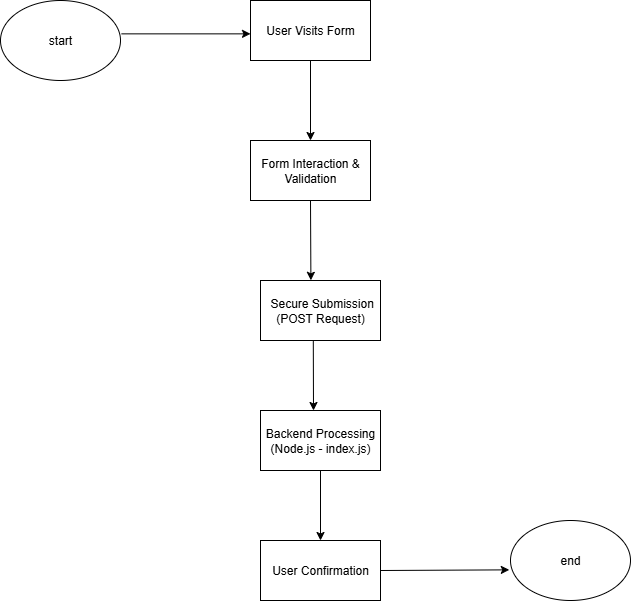 start
User Visits Form
Form Interaction &
Validation
Secure Submission
(POST Request)
Backend Processing
(Node.js - index.js)
User Confirmation
end